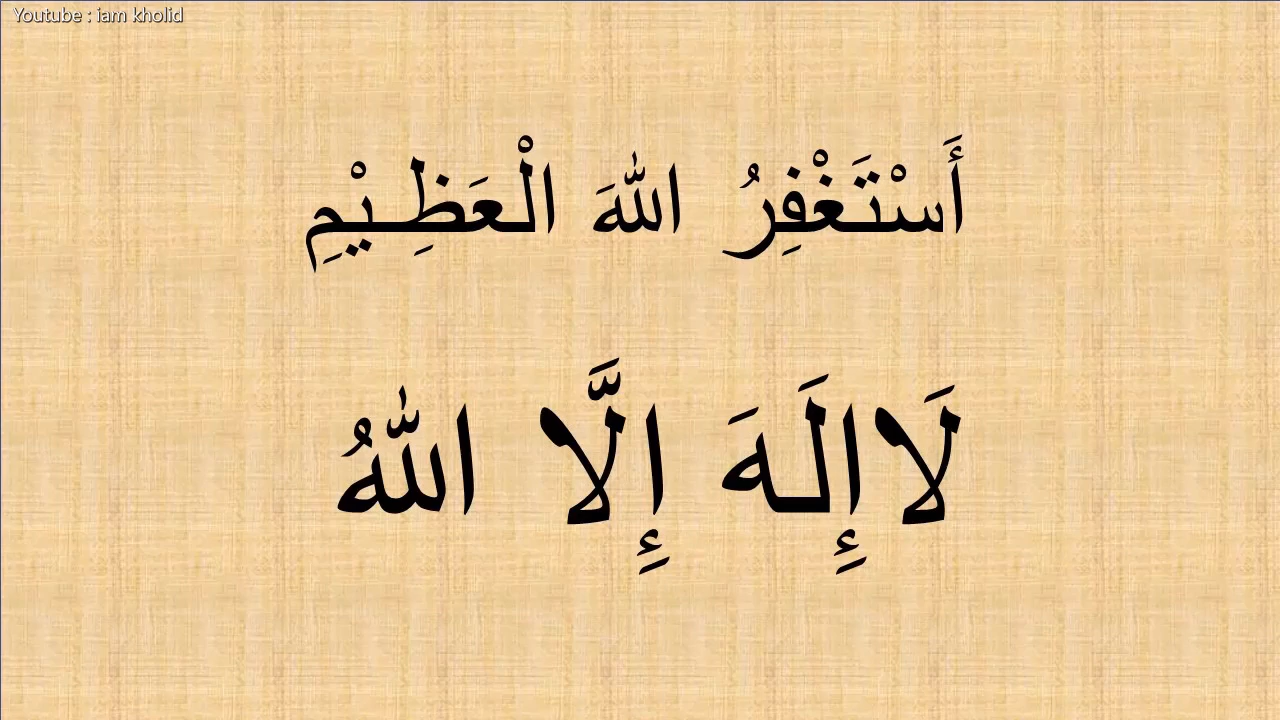 Youtube : iam kholid
أَسْتَغْفِرُ اللهَ الْعَظِـيْمِ
لَاإِلَـهَ إِلَّا اللهُ